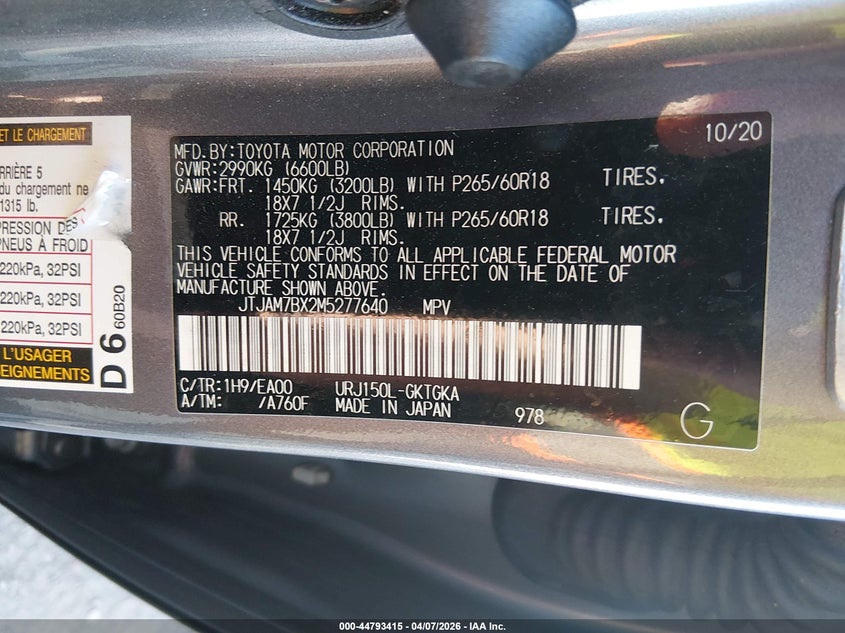 ET LE CHARGEMENT
RRIÈRE 5
du chargement ne
1315 lb.
PRESSION DES
PNEUS À FROID
220kPa, 32PSI
220kPa, 32PSI
220kPa, 32PSI
L'USAGER
SEIGNEMENTS
D 6 60B20
10/20
MFD.BY:TOYOTA MOTOR CORPORATION
GVWR:2990KG (6600LB)
GAWR:FRT. 1450KG (3200LB) WITH P265/60R18 TIRES.
18X7 1/2J RIMS.
RR. 1725KG (3800LB) WITH P265/60R18 TIRES.
18X7 1/2J RIMS.
THIS VEHICLE CONFORMS TO ALL APPLICABLE FEDERAL MOTOR
VEHICLE SAFETY STANDARDS IN EFFECT ON THE DATE OF
MANUFACTURE SHOWN ABOVE.
JTJAM7BX2M5277640 MPV
C/TR:1H9/EA00 URJ150L-GKTGKA
A/TM: /A760F MADE IN JAPAN 978 G
000-44793415 - 04/07/2026 - IAA Inc.